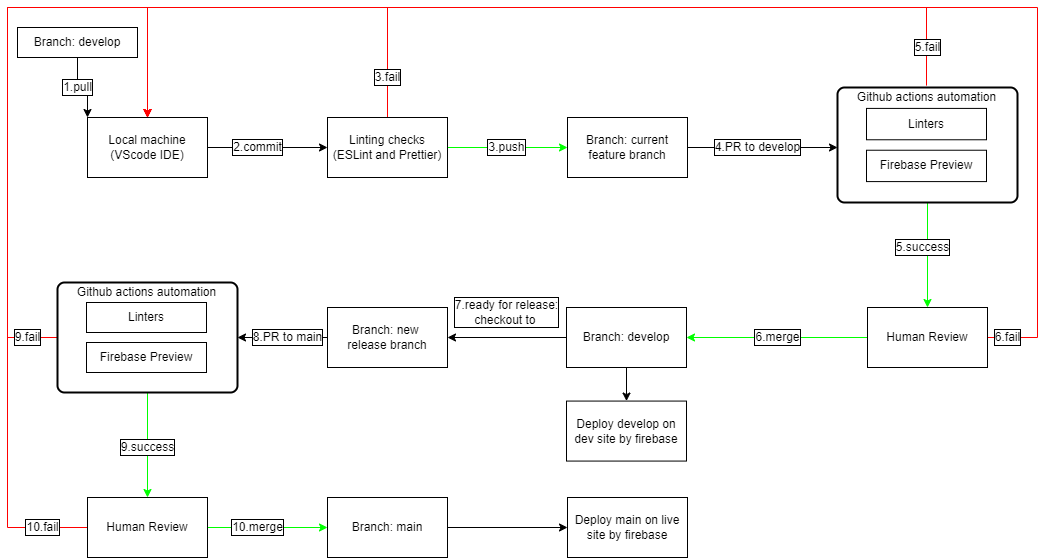 Branch: develop
1.pull
Local machine
(VScode IDE)
2.commit
3.fail
Linting checks
(ESLint and Prettier)
3.push
Branch: current
feature branch
4.PR to develop
5.fail
Github actions automation
Linters
Firebase Preview
5.success
Human Review
6.fail
6.merge
Branch: develop
Deploy develop on
dev site by firebase
7.ready for release:
checkout to
Branch: new
release branch
8.PR to main
Github actions automation
Linters
Firebase Preview
9.fail
9.success
Human Review
10.fail
10.merge
Branch: main
Deploy main on live
site by firebase